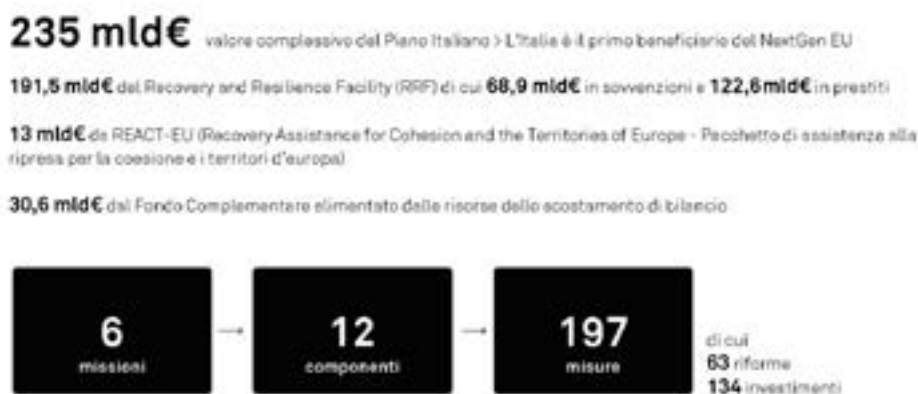 235 mld€ valore complessivo del Piano Italiano > L'Italia è il primo beneficiario del NextGen EU
191,5 mld€ dal Recovery and Resilience Facility (RRF) di cui 68,9 mld€ in sovvenzioni e 122,6mld€ in prestiti
13 mld€ da REACT-EU (Recovery Assistance for Cohesion and the Territories of Europe - Pacchetto di assistenza alla
ripresa per la coesione e i territori d'europa)
30,6 mld€ dal Fondo Complementare alimentato dalle risorse dello scostamento di bilancio
6
missioni
→
12
componenti
→
197
misure
di cui
63 riforme
134 investimenti